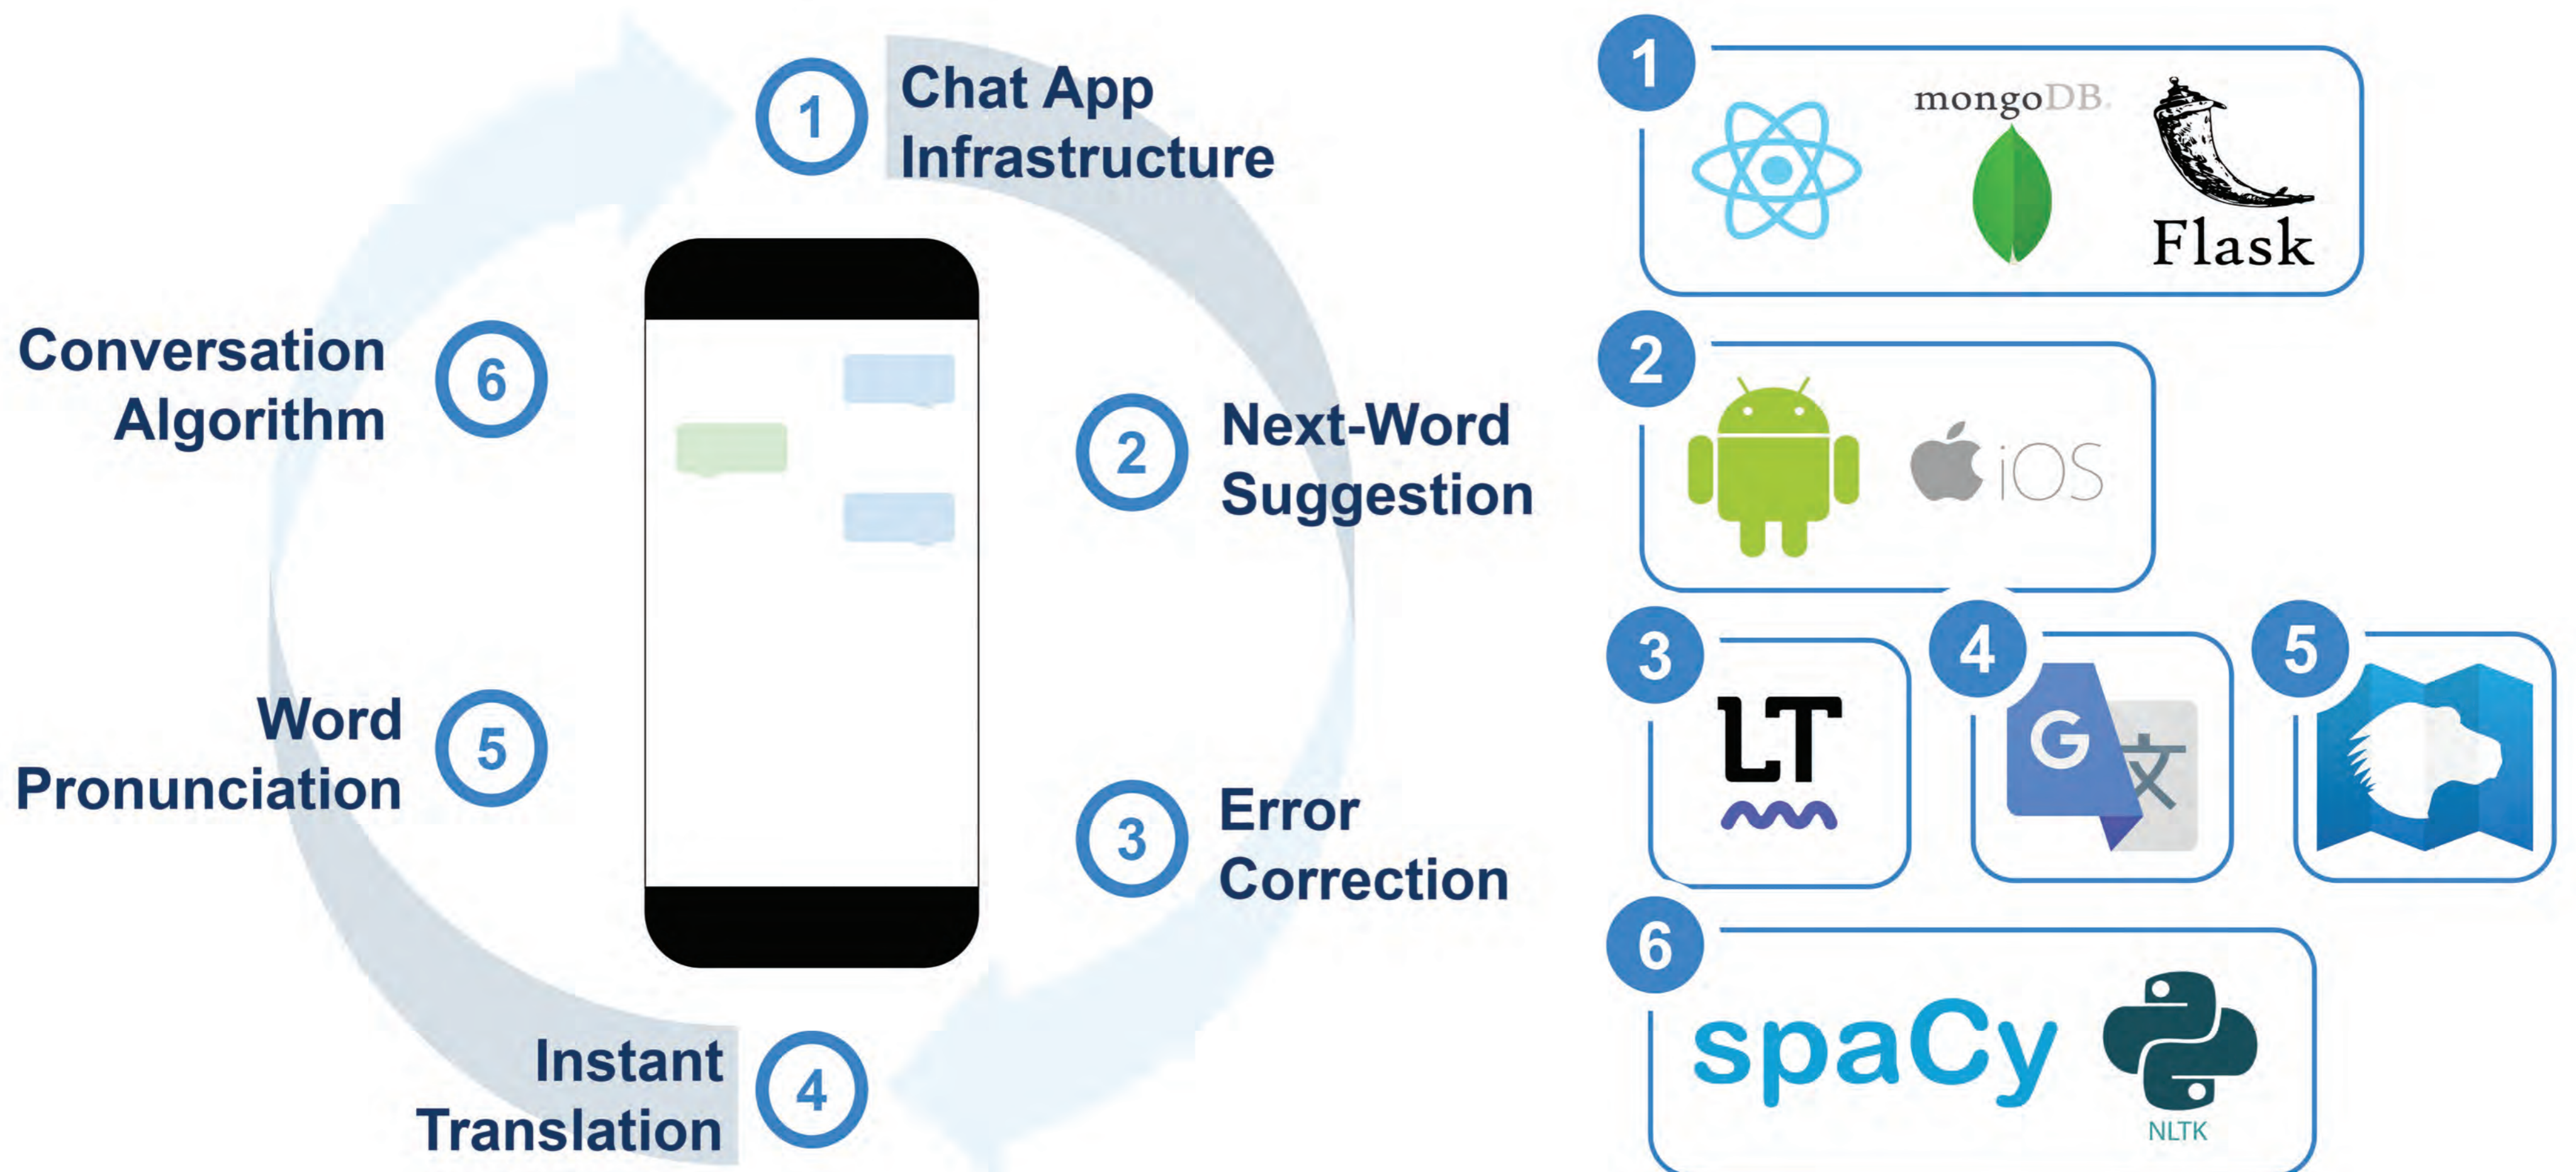 1
Chat App
Infrastructure
2
Next-Word
Suggestion
3
Error
Correction
4
Instant
Translation
5
Word
Pronunciation
6
Conversation
Algorithm
1
mongoDB.
Flask
2
iOS
3
LT
4
G
文
5
6
spaCy
NLTK